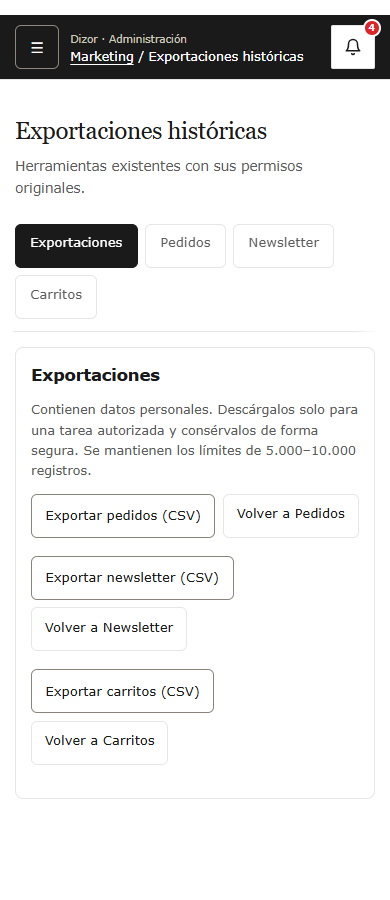 ☰
Dizor · Administración
Marketing / Exportaciones históricas
4
Exportaciones históricas
Herramientas existentes con sus permisos
originales.
Exportaciones
Pedidos
Newsletter
Carritos
Exportaciones
Contienen datos personales. Descárgalos solo para
una tarea autorizada y consérvalos de forma
segura. Se mantienen los límites de 5.000–10.000
registros.
Exportar pedidos (CSV)
Volver a Pedidos
Exportar newsletter (CSV)
Volver a Newsletter
Exportar carritos (CSV)
Volver a Carritos